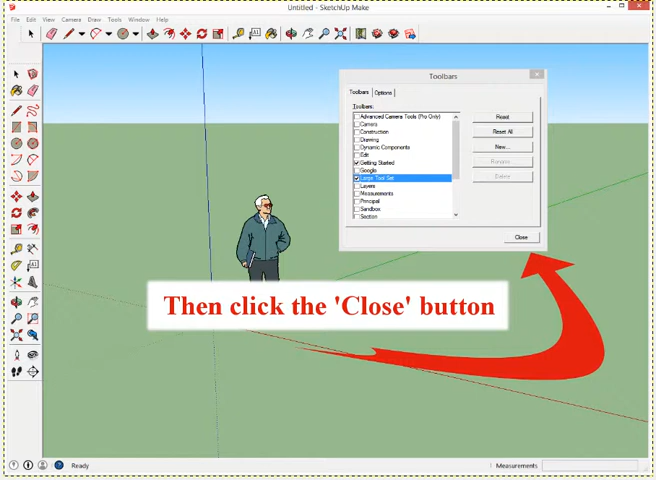 Untitled - SketchUp Make
File Edit View Camera Draw Tools Window Help
Toolbars
Toolbars Options
Toolbars:
Advanced Camera Tools (Pro Only)
Camera
Construction
Drawing
Dynamic Components
Edit
Getting Started
Google
Large Tool Set
Layers
Measurements
Principal
Sandbox
Section
Reset
Reset All
New...
Rename...
Delete
Close
Then click the 'Close' button
Ready
Measurements